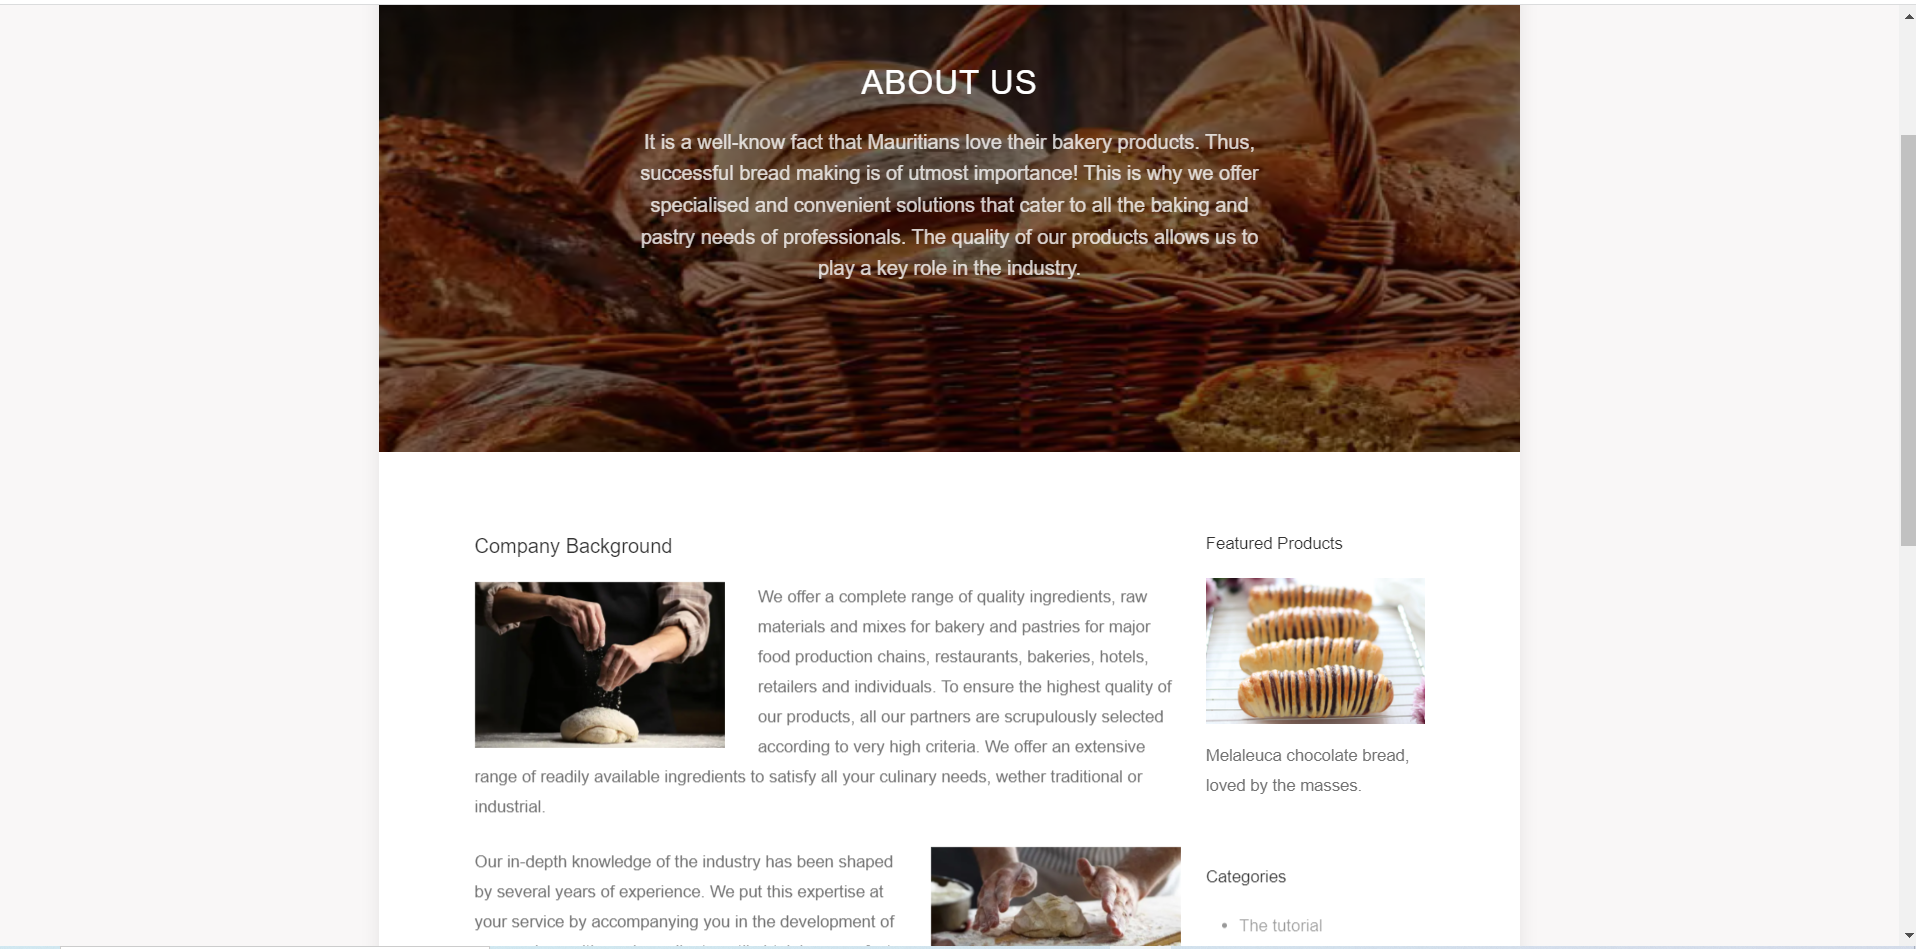 ABOUT US
It is a well-know fact that Mauritians love their bakery products. Thus,
successful bread making is of utmost importance! This is why we offer
specialised and convenient solutions that cater to all the baking and
pastry needs of professionals. The quality of our products allows us to
play a key role in the industry.
Company Background
We offer a complete range of quality ingredients, raw
materials and mixes for bakery and pastries for major
food production chains, restaurants, bakeries, hotels,
retailers and individuals. To ensure the highest quality of
our products, all our partners are scrupulously selected
according to very high criteria. We offer an extensive
range of readily available ingredients to satisfy all your culinary needs, wether traditional or
industrial.
Our in-depth knowledge of the industry has been shaped
by several years of experience. We put this expertise at
your service by accompanying you in the development of
Featured Products
Melaleuca chocolate bread,
loved by the masses.
Categories
• The tutorial